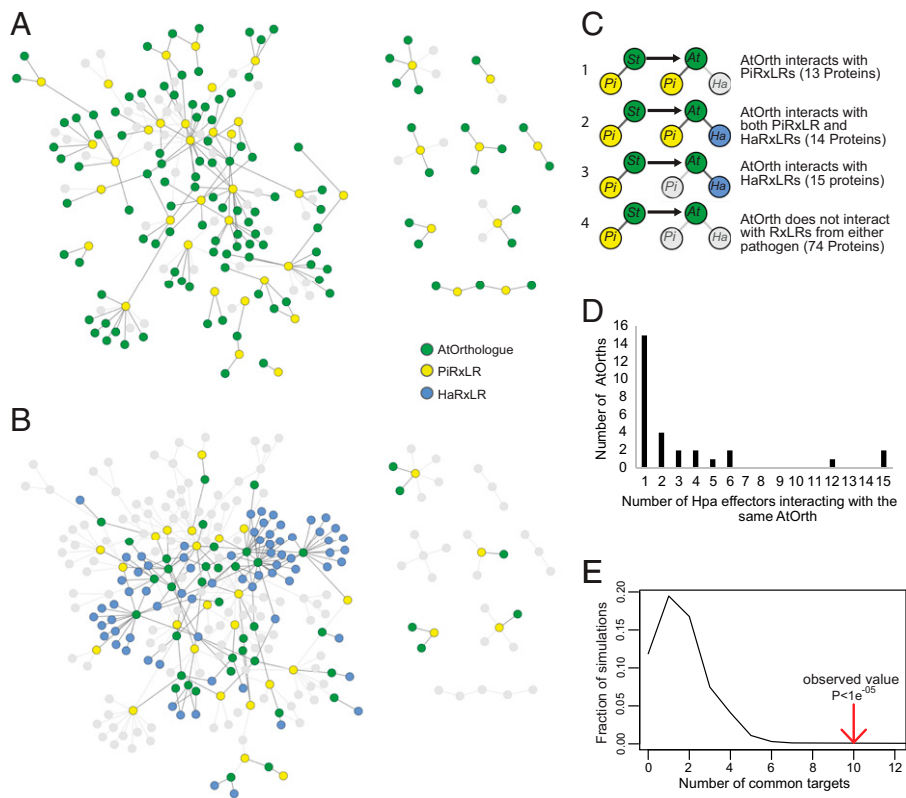 A
AtOrthologue
PiRxLR
HaRxLR
B
C
1
St
At
Pi
Pi
Ha
AtOrth interacts with
PiRxLRs (13 Proteins)
2
St
At
Pi
Pi
Ha
AtOrth interacts with
both PiRxLR and
HaRxLRs (14 Proteins)
3
St
At
Pi
Pi
Ha
AtOrth interacts with
HaRxLRs (15 proteins)
4
St
At
Pi
Pi
Ha
AtOrth does not interact
with RxLRs from either
pathogen (74 Proteins)
D
Number of AtOrths
16
14
12
10
8
6
4
2
0
1 2 3 4 5 6 7 8 9 10 11 12 13 14 15
Number of Hpa effectors interacting with the
same AtOrth
E
Fraction of simulations
0.20
0.15
0.10
0.05
0.00
observed value
P<1e-05
0 2 4 6 8 10 12
Number of common targets